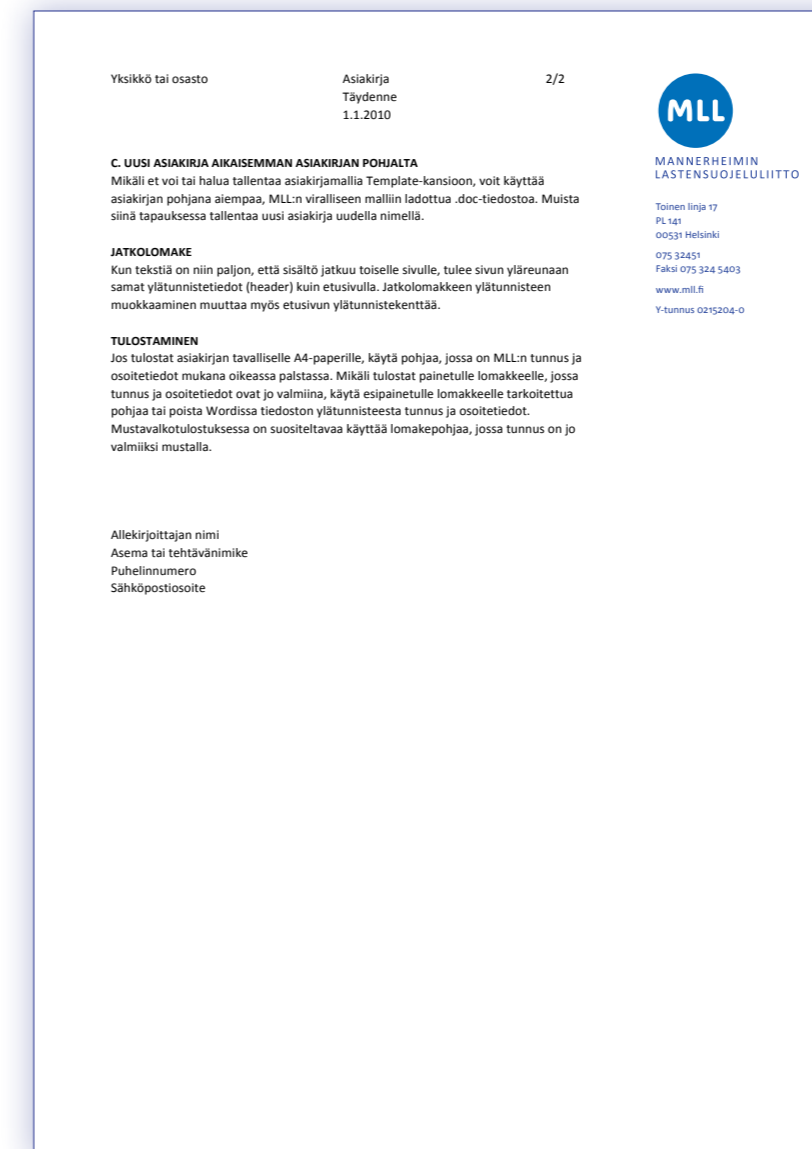 Yksikkö tai osasto
Asiakirja
2/2
Täydenne
1.1.2010
MLL
MANNERHEIMIN
LASTENSUOJELULIITTO
Toinen linja 17
PL 141
00531 Helsinki
075 32451
Faksi 075 324 5403
www.mll.fi
Y-tunnus 0215204-0
C. UUSI ASIAKIRJA AIKAISEMMAN ASIAKIRJAN POHJALTA
Mikäli et voi tai halua tallentaa asiakirjamallia Template-kansioon, voit käyttää
asiakirjan pohjana aiempaa, MLL:n viralliseen malliin ladottua .doc-tiedostoa. Muista
siinä tapauksessa tallentaa uusi asiakirja uudella nimellä.
JATKOLOMAKE
Kun tekstiä on niin paljon, että sisältö jatkuu toiselle sivulle, tulee sivun yläreunaan
samat ylätunnistetiedot (header) kuin etusivulla. Jatkolomakkeen ylätunnisteen
muokkaaminen muuttaa myös etusivun ylätunnistekenttää.
TULOSTAMINEN
Jos tulostat asiakirjan tavalliselle A4-paperille, käytä pohjaa, jossa on MLL:n tunnus ja
osoitetiedot mukana oikeassa palstassa. Mikäli tulostat painetulle lomakkeelle, jossa
tunnus ja osoitetiedot ovat jo valmiina, käytä esipainetulle lomakkeelle tarkoitettua
pohjaa tai poista Wordissa tiedoston ylätunnisteesta tunnus ja osoitetiedot.
Mustavalkotulostuksessa on suositeltavaa käyttää lomakepohjaa, jossa tunnus on jo
valmiiksi mustalla.
Allekirjoittajan nimi
Asema tai tehtävänimike
Puhelinnumero
Sähköpostiosoite